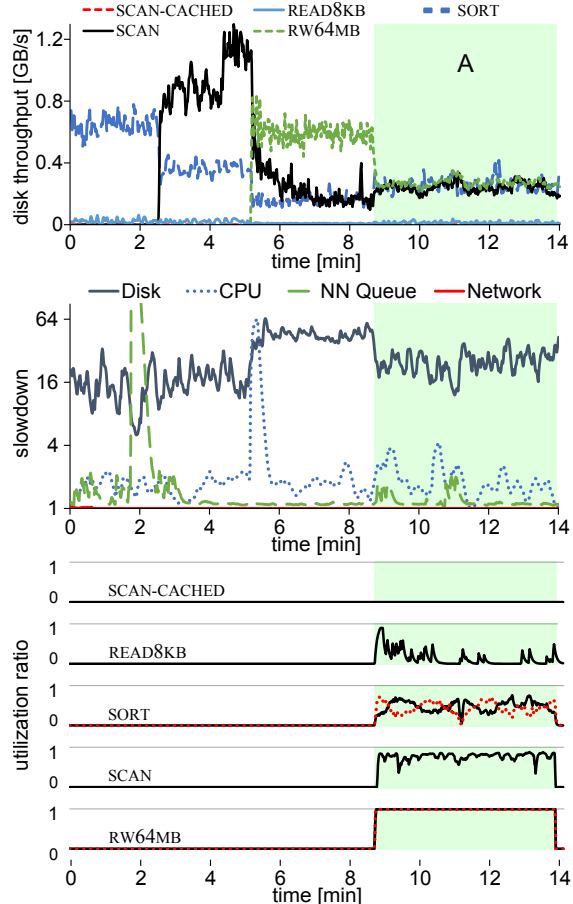 SCAN-CACHED READ8KB SORT
SCAN RW64MB
disk throughput [GB/s]
1.2
0.8
0.4
0
A
0 2 4 6 8 10 12 14
time [min]
Disk CPU NN Queue Network
slowdown
64
16
4
1
0 2 4 6 8 10 12 14
time [min]
utilization ratio
1
0
SCAN-CACHED
1
0
READ8KB
1
0
SORT
1
0
SCAN
1
0
RW64MB
0 2 4 6 8 10 12 14
time [min]